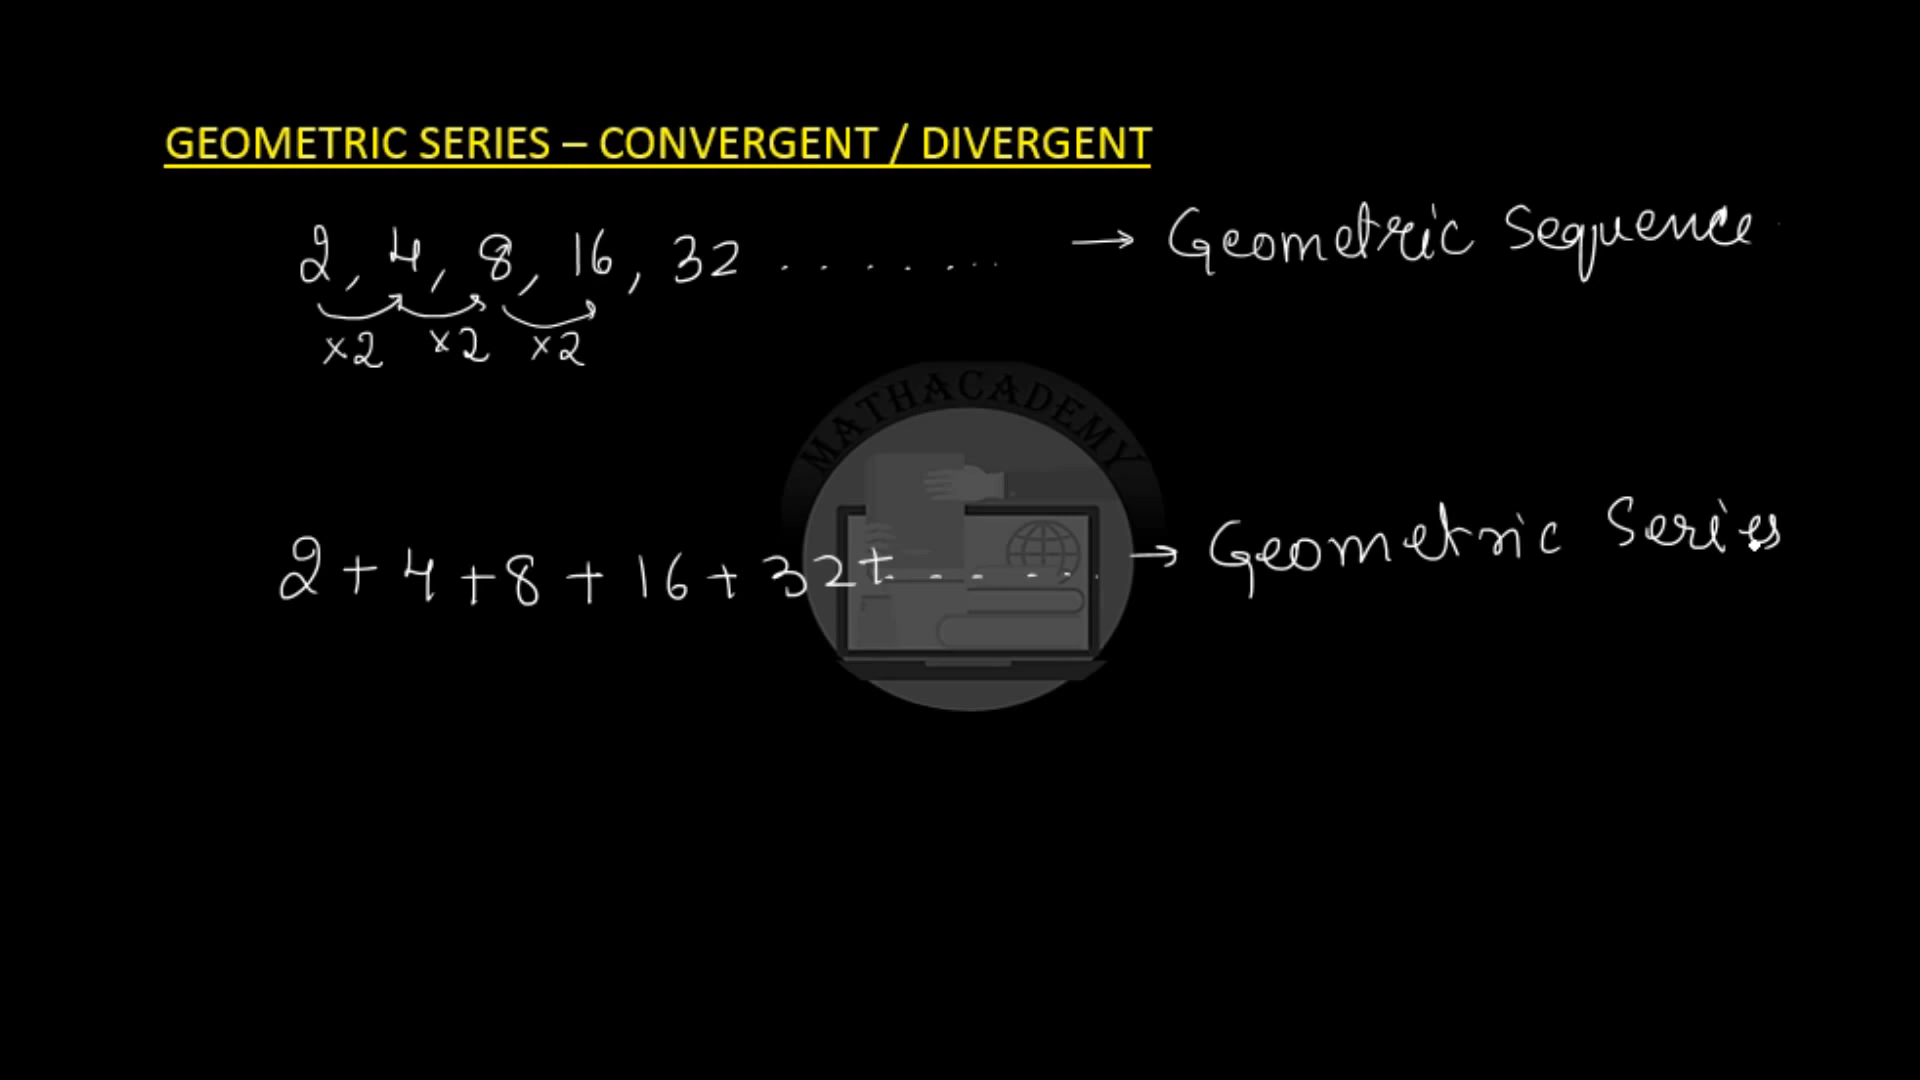 GEOMETRIC SERIES – CONVERGENT / DIVERGENT
2, 4, 8, 16, 32 ....... → Geometric Sequence
×2 ×2 ×2
MATHACADEMY
2 + 4 + 8 + 16 + 32 + ..... → Geometric Series